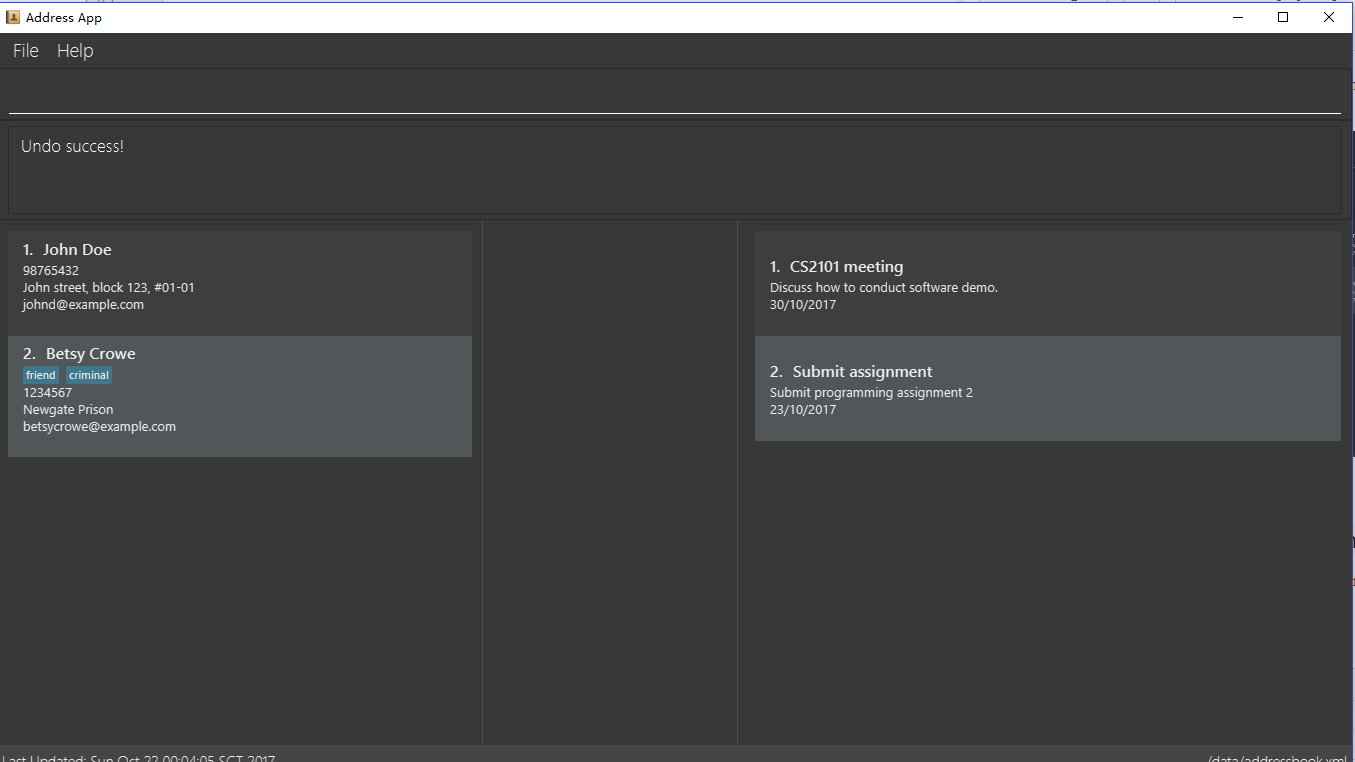 Address App
File Help
Undo success!
1. John Doe
98765432
John street, block 123, #01-01
johnd@example.com
2. Betsy Crowe
friend criminal
1234567
Newgate Prison
betsycrowe@example.com
1. CS2101 meeting
Discuss how to conduct software demo.
30/10/2017
2. Submit assignment
Submit programming assignment 2
23/10/2017
Last Updated: Sun Oct 22 00:04:05 SGT 2017
/data/addressbook.xml